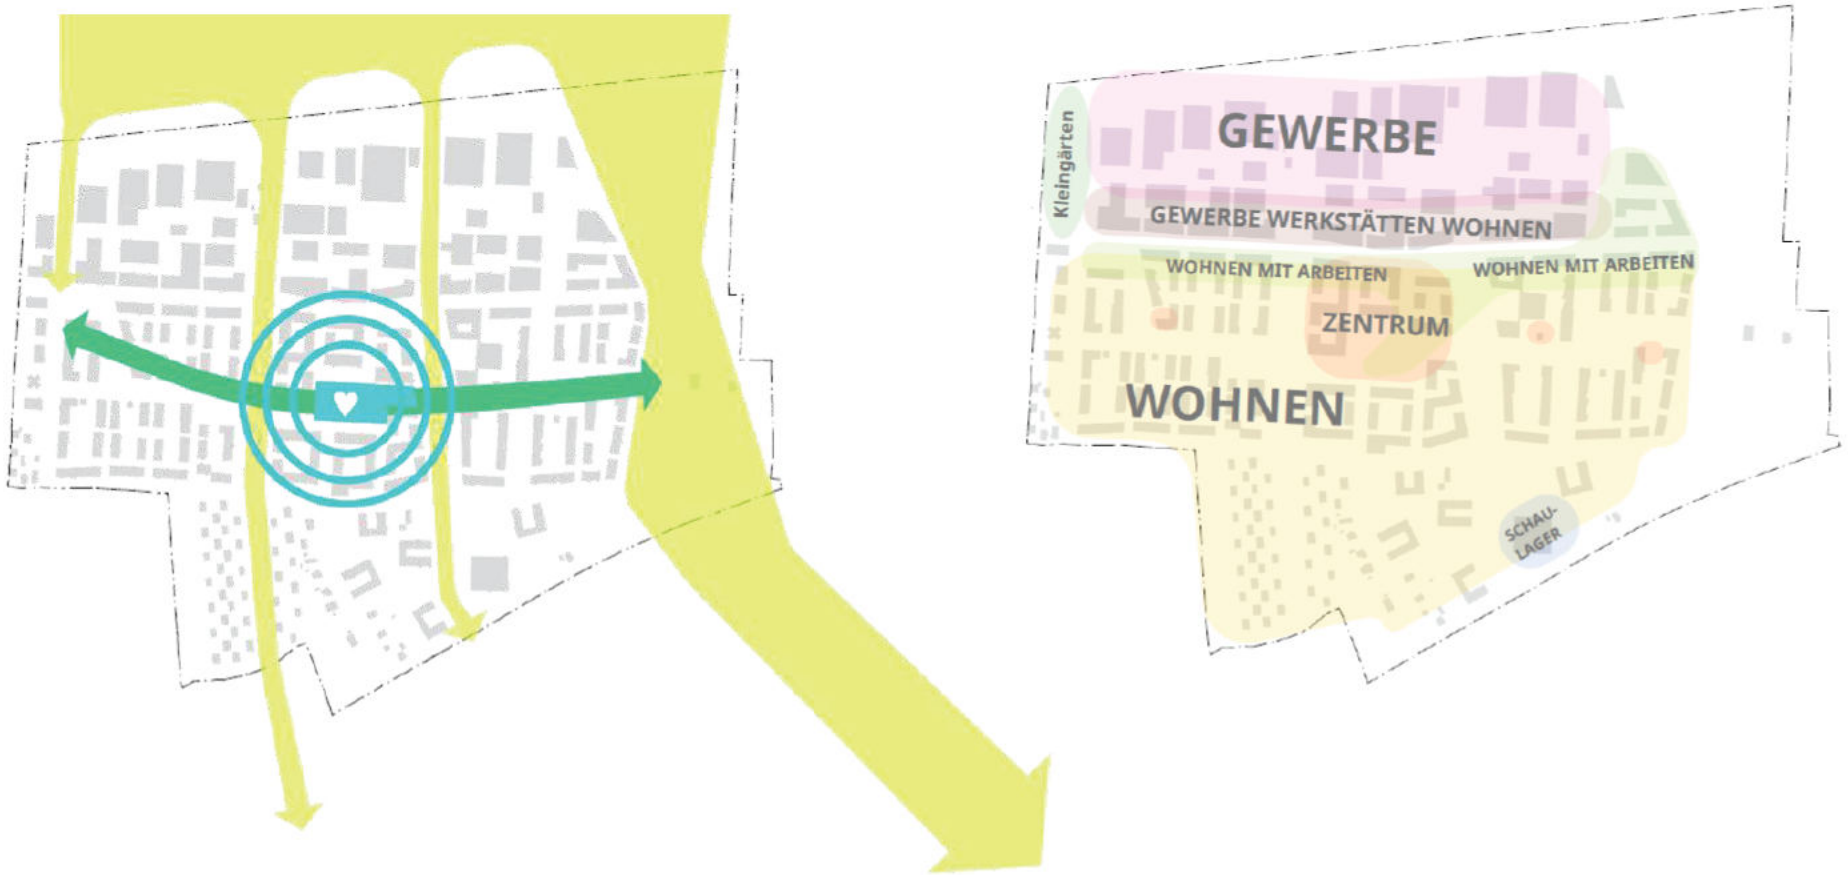 GEWERBE
Kleingärten
GEWERBE WERKSTÄTTEN WOHNEN
WOHNEN MIT ARBEITEN
WOHNEN MIT ARBEITEN
ZENTRUM
WOHNEN
SCHAU-
LAGER